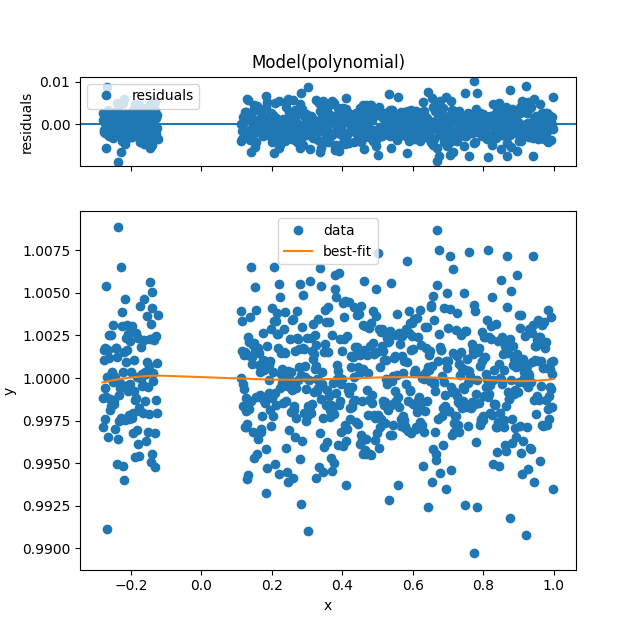 Model(polynomial)
0.01
0.00
residuals
residuals
data
best-fit
1.0075
1.0050
1.0025
1.0000
0.9975
0.9950
0.9925
0.9900
y
−0.2 0.0 0.2 0.4 0.6 0.8 1.0
x